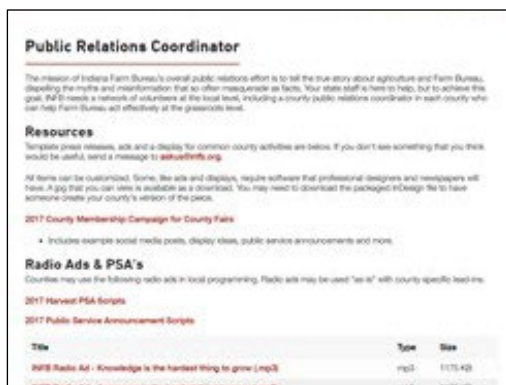 Public Relations Coordinator
The mission of Indiana Farm Bureau's overall public relations effort is to tell the true story about agriculture and Farm Bureau,
dispelling the myths and misinformation that so often masquerade as facts. Your state staff is here to help, but to achieve this
goal, INFB needs a network of volunteers at the local level, including a county public relations coordinator in each county who
can help Farm Bureau act effectively at the grassroots level.
Resources
Template press releases, ads and a display for common county activities are below. If you don't see something that you think
would be useful, send a message to
All items can be customized. Some, like ads and displays, require software that professional designers and newspapers will
have. A jpg that you can view is available as a download. You may need to download the packaged InDesign file to have
someone create your county's version of the piece.
2017 County Membership Campaign for County Fairs
• Includes example social media posts, display ideas, public service announcements and more.
Radio Ads & PSA's
Counties may use the following radio ads in local programming. Radio ads may be used "as-is" with county specific lead-ins.
2017 Harvest PSA Scripts
2017 Public Service Announcement Scripts
Title Type Size
INFB Radio Ad - Knowledge is the hardest thing to grow (.mp3) mp3